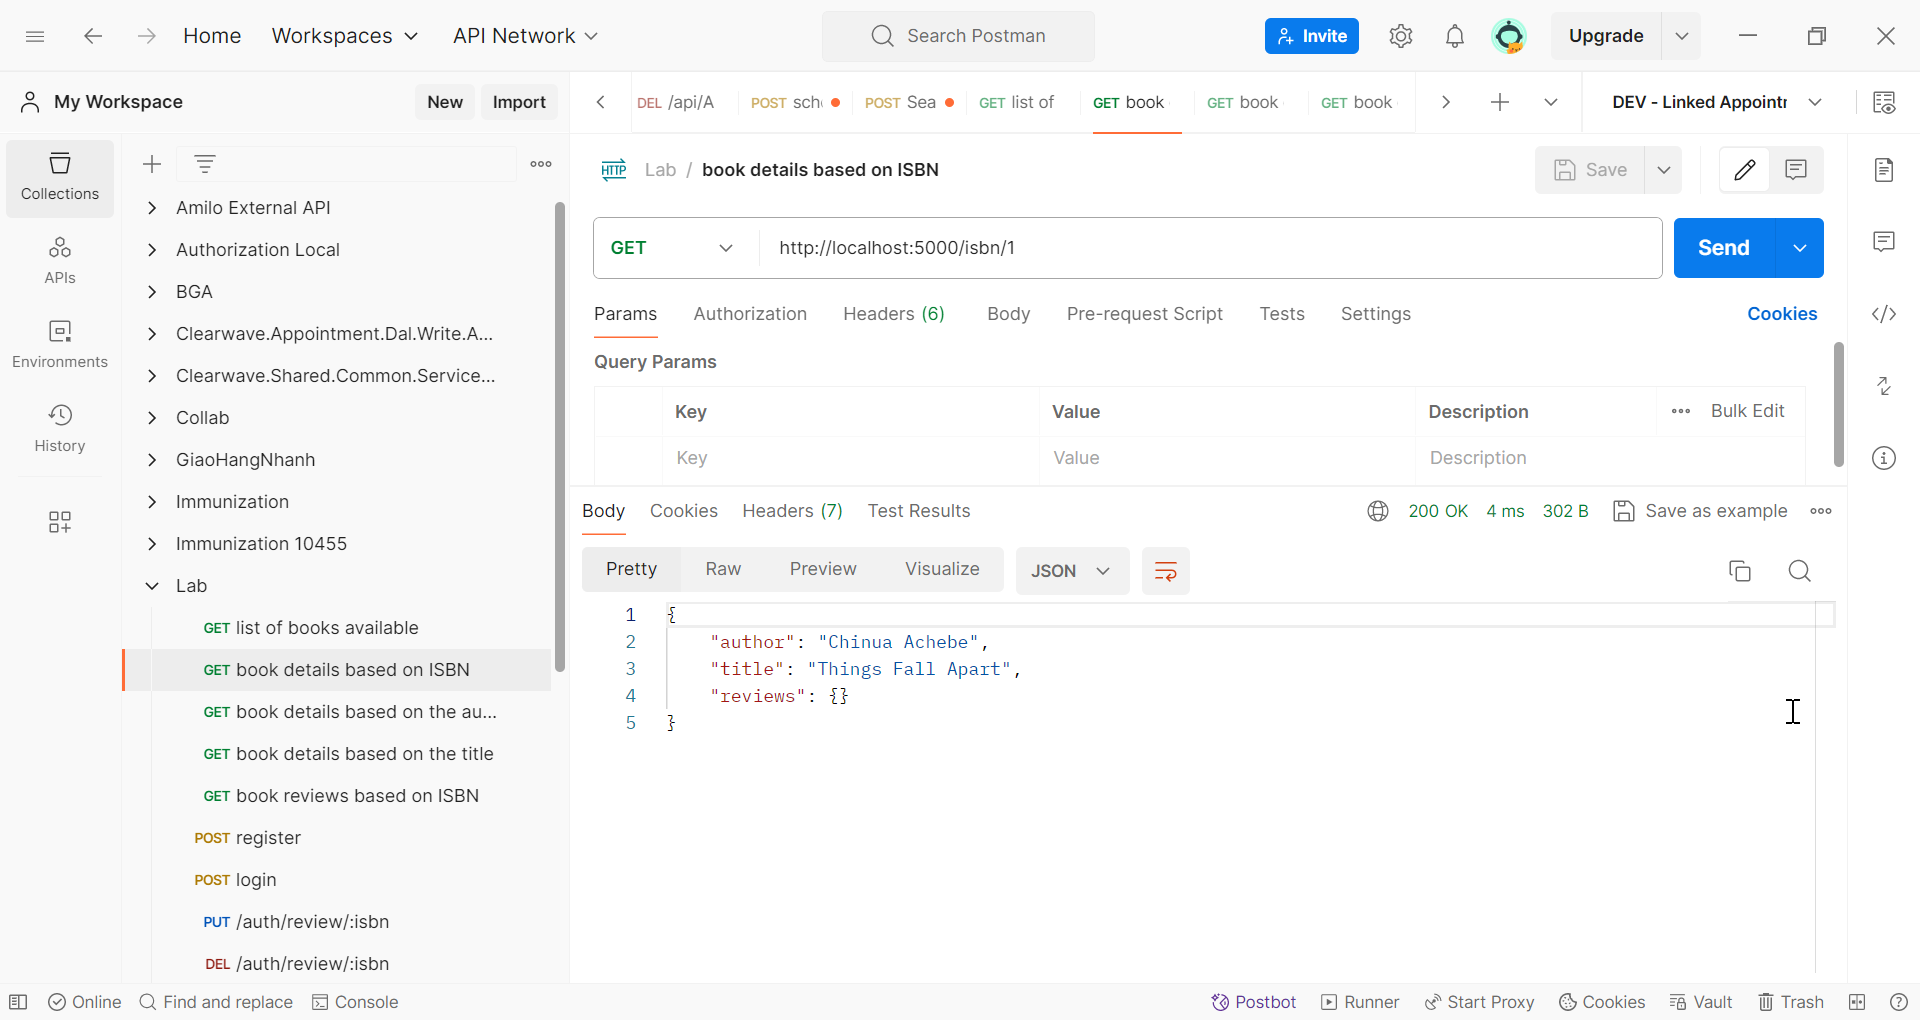 Home Workspaces API Network Search Postman Invite Upgrade
My Workspace New Import DEL /api/A POST sch POST Sea GET list of GET book GET book GET book DEV - Linked Appoint
Collections
APIs
Environments
History
Amilo External API
Authorization Local
BGA
Clearwave.Appointment.Dal.Write.A...
Clearwave.Shared.Common.Service...
Collab
GiaoHangNhanh
Immunization
Immunization 10455
Lab
GET list of books available
GET book details based on ISBN
GET book details based on the au...
GET book details based on the title
GET book reviews based on ISBN
POST register
POST login
PUT /auth/review/:isbn
DEL /auth/review/:isbn
HTTP Lab / book details based on ISBN Save
GET http://localhost:5000/isbn/1 Send
Params Authorization Headers (6) Body Pre-request Script Tests Settings Cookies
Query Params
Key Value Description Bulk Edit
Key Value Description
Body Cookies Headers (7) Test Results 200 OK 4 ms 302 B Save as example
Pretty Raw Preview Visualize JSON
1 {
2 "author": "Chinua Achebe",
3 "title": "Things Fall Apart",
4 "reviews": {}
5 }
Online Find and replace Console Postbot Runner Start Proxy Cookies Vault Trash